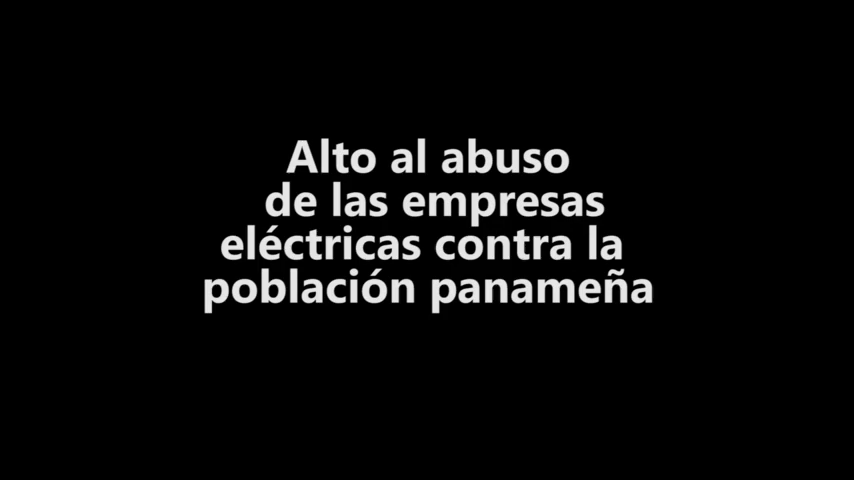 Alto al abuso
de las empresas
eléctricas contra la
población panameña